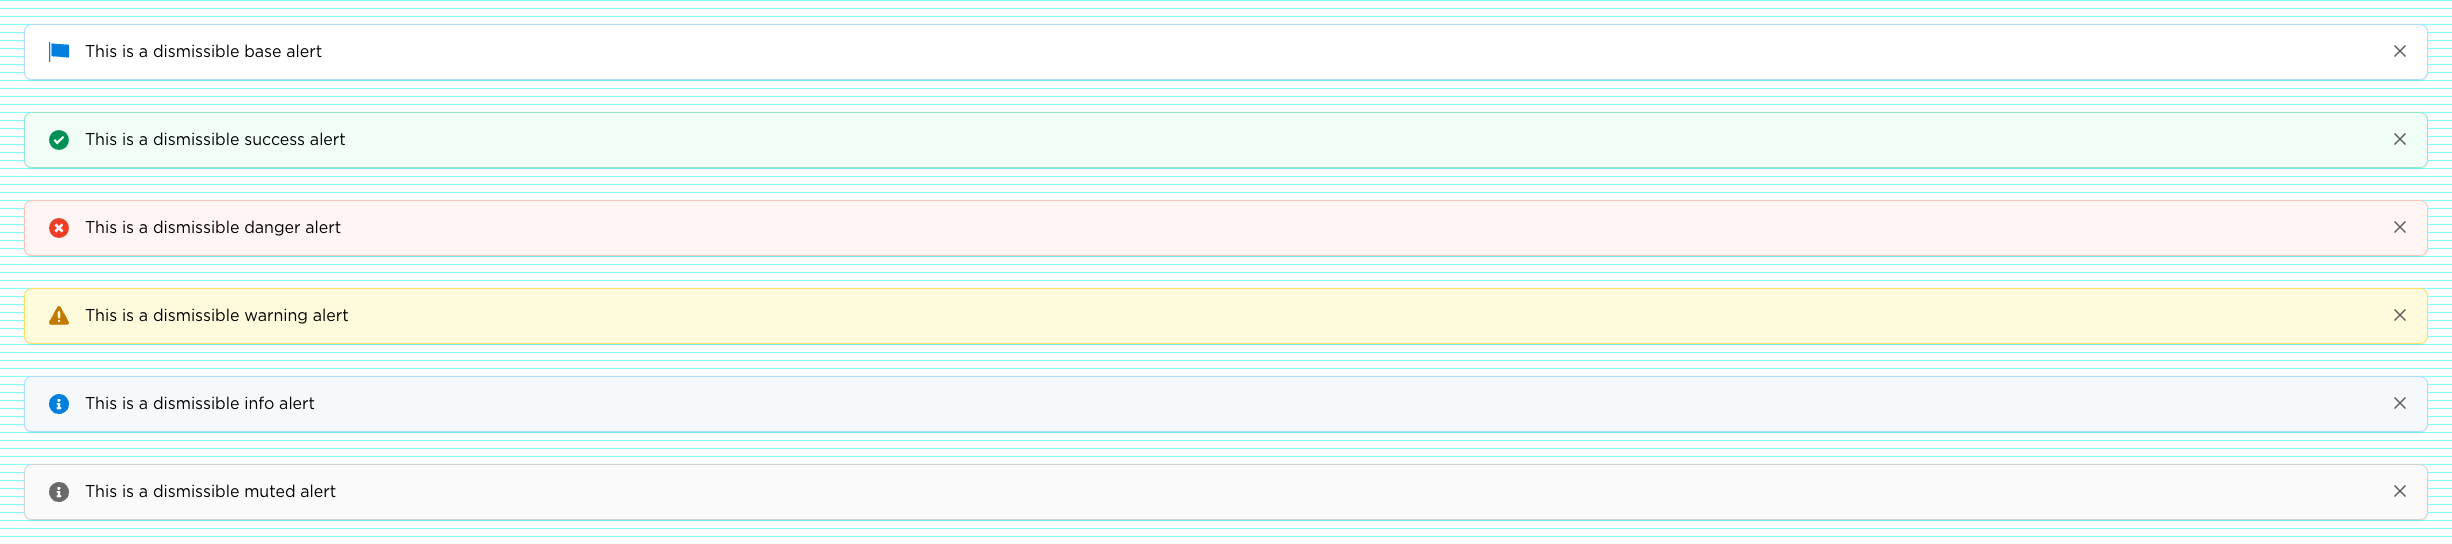 This is a dismissible base alert
This is a dismissible success alert
This is a dismissible danger alert
This is a dismissible warning alert
This is a dismissible info alert
This is a dismissible muted alert